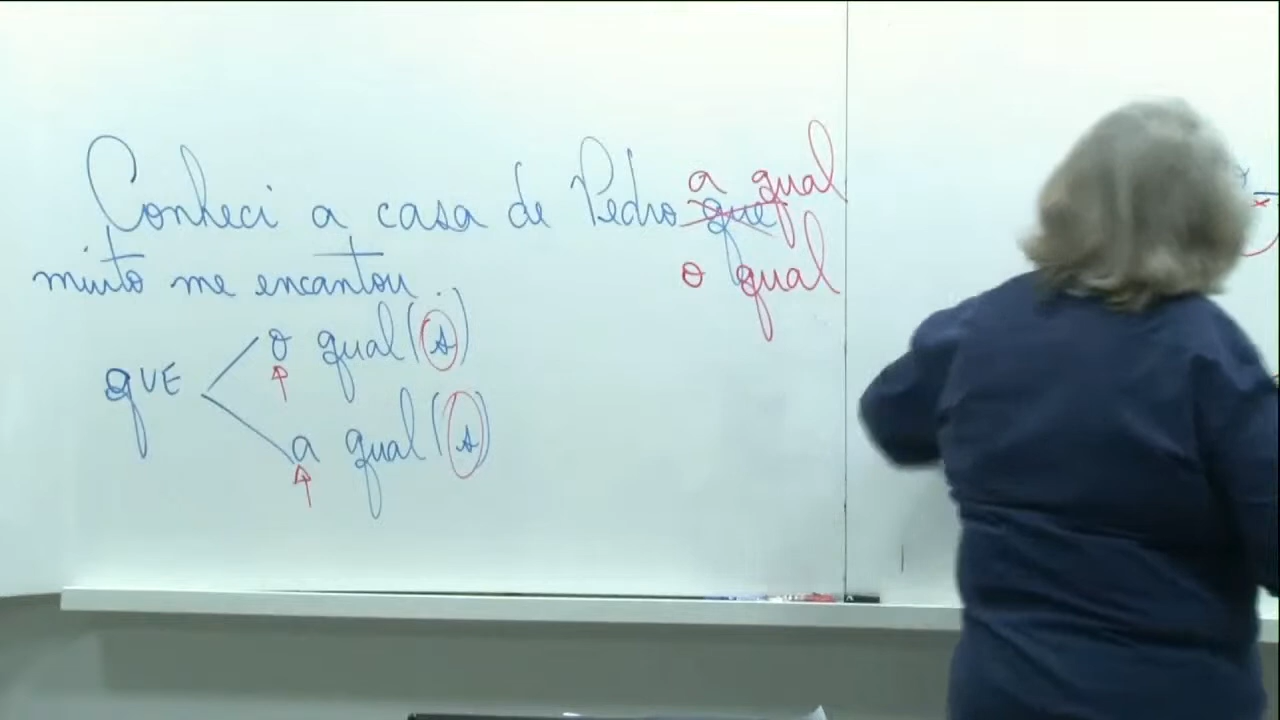 a qual
Conheci a casa de Pedro que
o qual
muito me encantou.
o qual(s)
que
a qual(s)